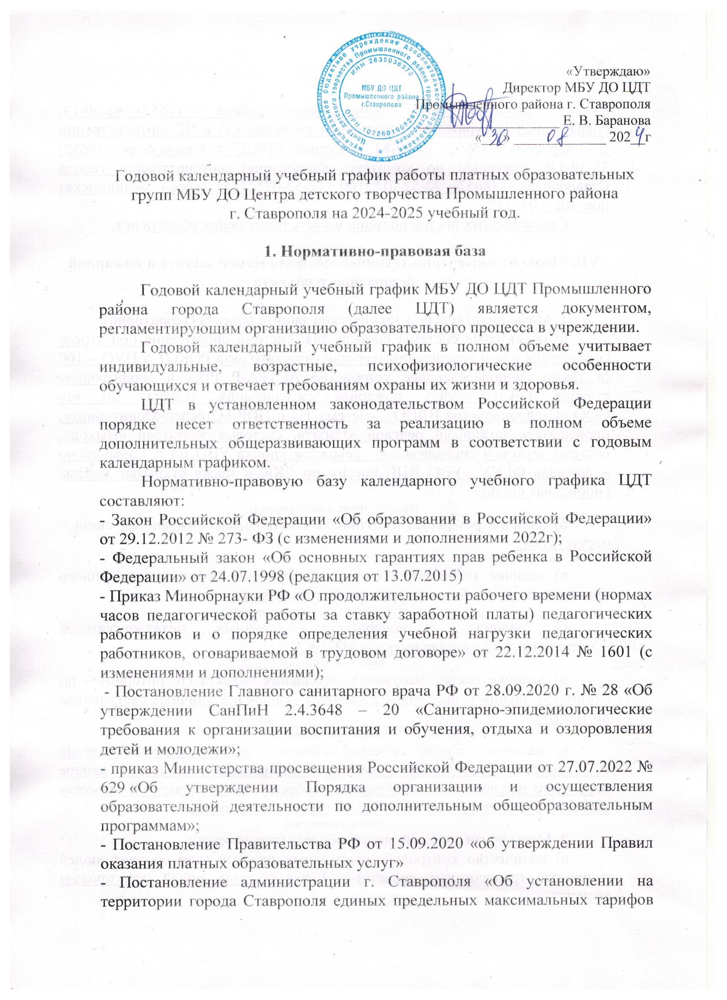 муниципальное бюджетное учреждение дополнительного образования
Центр детского творчества Промышленного района города Ставрополя
ИНН 2635036370
МБУ ДО ЦДТ
Промышленного района
г.Ставрополя
«Утверждаю»
Директор МБУ ДО ЦДТ
Промышленного района г. Ставрополя
Е. В. Баранова
«30» 08 2024г
Годовой календарный учебный график работы платных образовательных
групп МБУ ДО Центра детского творчества Промышленного района
г. Ставрополя на 2024-2025 учебный год.
1. Нормативно-правовая база
Годовой календарный учебный график МБУ ДО ЦДТ Промышленного
района города Ставрополя (далее ЦДТ) является документом,
регламентирующим организацию образовательного процесса в учреждении.
Годовой календарный учебный график в полном объеме учитывает
индивидуальные, возрастные, психофизиологические особенности
обучающихся и отвечает требованиям охраны их жизни и здоровья.
ЦДТ в установленном законодательством Российской Федерации
порядке несет ответственность за реализацию в полном объеме
дополнительных общеразвивающих программ в соответствии с годовым
календарным графиком.
Нормативно-правовую базу календарного учебного графика ЦДТ
составляют:
- Закон Российской Федерации «Об образовании в Российской Федерации»
от 29.12.2012 № 273- ФЗ (с изменениями и дополнениями 2022г);
- Федеральный закон «Об основных гарантиях прав ребенка в Российской
Федерации» от 24.07.1998 (редакция от 13.07.2015)
- Приказ Минобрнауки РФ «О продолжительности рабочего времени (нормах
часов педагогической работы за ставку заработной платы) педагогических
работников и о порядке определения учебной нагрузки педагогических
работников, оговариваемой в трудовом договоре» от 22.12.2014 № 1601 (с
изменениями и дополнениями);
- Постановление Главного санитарного врача РФ от 28.09.2020 г. № 28 «Об
утверждении СанПиН 2.4.3648 – 20 «Санитарно-эпидемиологические
требования к организации воспитания и обучения, отдыха и оздоровления
детей и молодежи»;
- приказ Министерства просвещения Российской Федерации от 27.07.2022 №
629 «Об утверждении Порядка организации и осуществления
образовательной деятельности по дополнительным общеобразовательным
программам»;
- Постановление Правительства РФ от 15.09.2020 «об утверждении Правил
оказания платных образовательных услуг»
- Постановление администрации г. Ставрополя «Об установлении на
территории города Ставрополя единых предельных максимальных тарифов